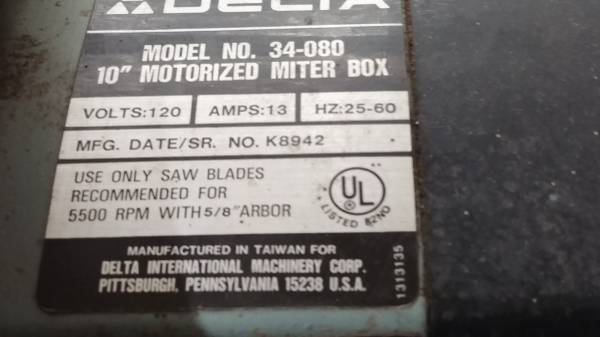 DELTA
MODEL NO. 34-080
10" MOTORIZED MITER BOX
VOLTS:120 AMPS:13 HZ:25-60
MFG. DATE/SR. NO. K8942
USE ONLY SAW BLADES
RECOMMENDED FOR
5500 RPM WITH 5/8" ARBOR
UL
LISTED 82N0
MANUFACTURED IN TAIWAN FOR
DELTA INTERNATIONAL MACHINERY CORP.
PITTSBURGH, PENNSYLVANIA 15238 U.S.A.
1313135